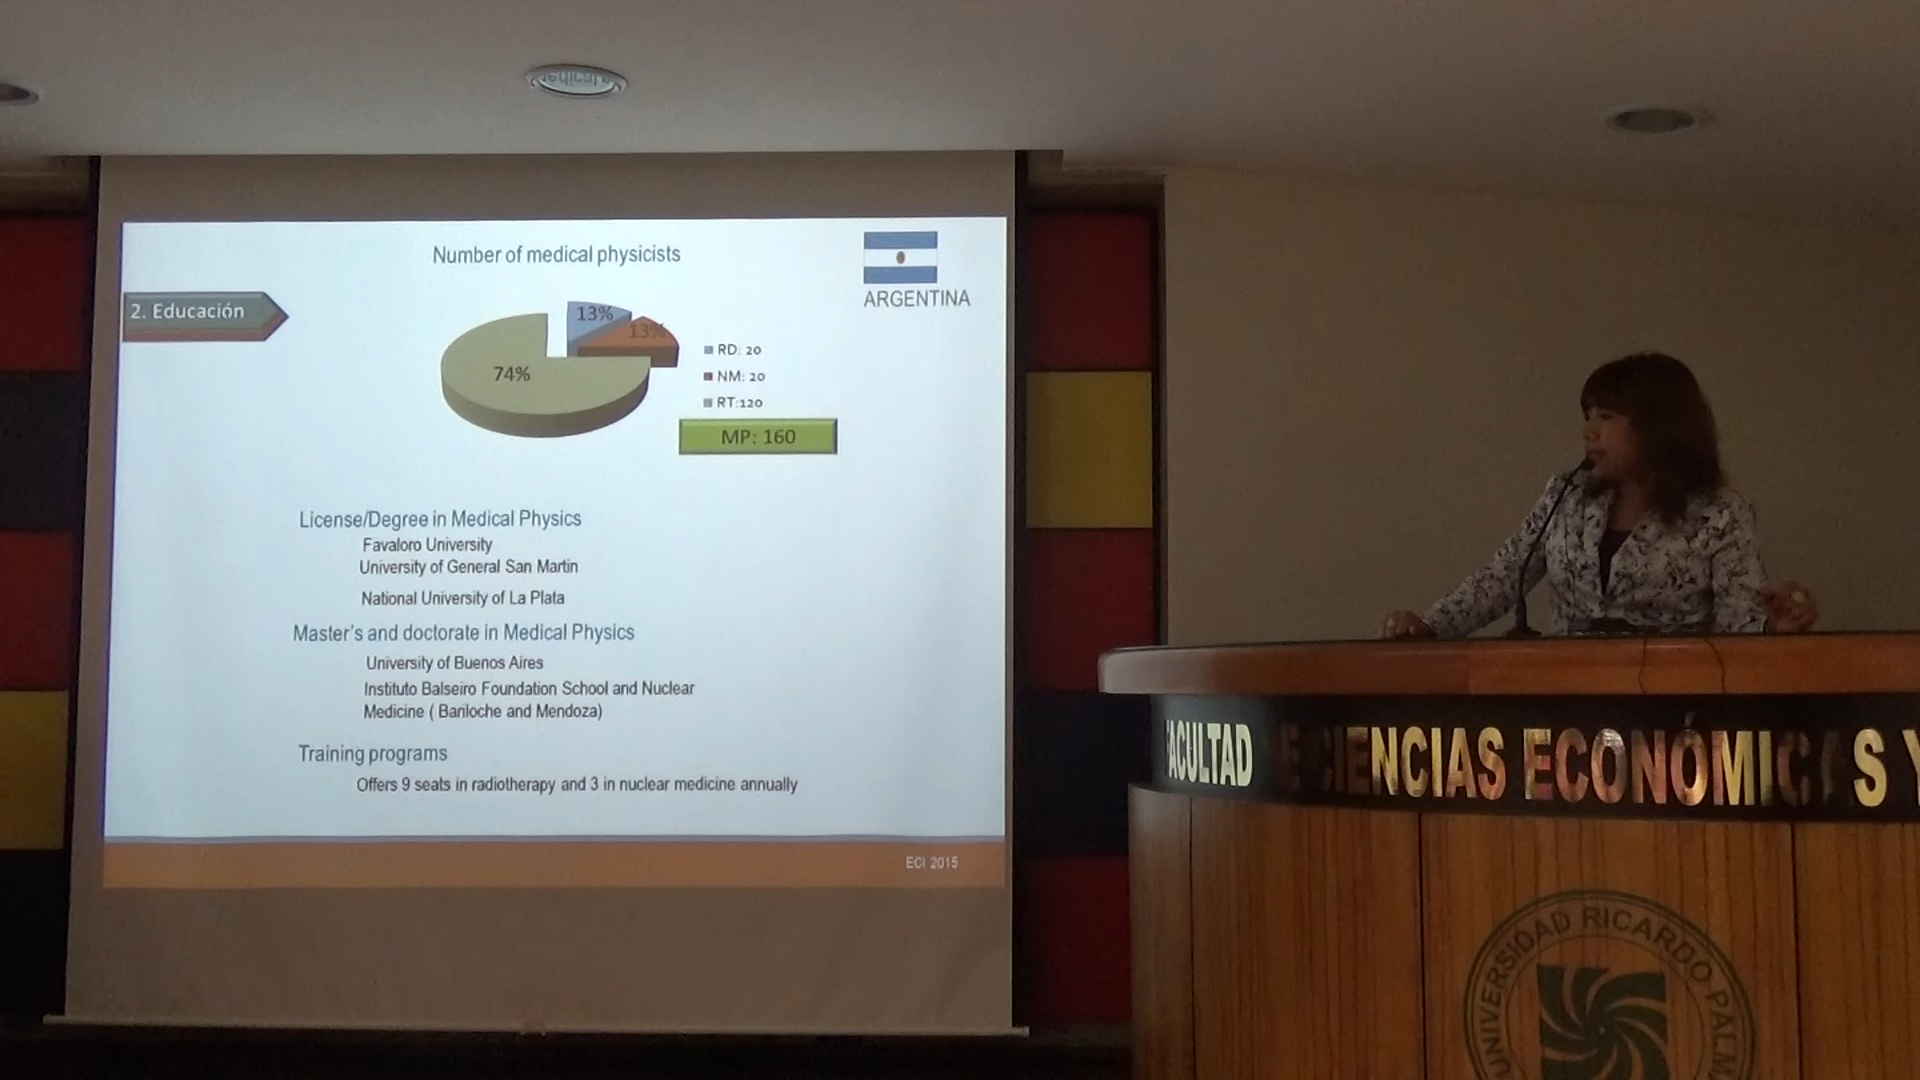 Number of medical physicists
ARGENTINA
2. Educación
13%
13%
74%
RD: 20
NM: 20
RT:120
MP: 160
License/Degree in Medical Physics
Favaloro University
University of General San Martin
National University of La Plata
Master's and doctorate in Medical Physics
University of Buenos Aires
Instituto Balseiro Foundation School and Nuclear
Medicine ( Bariloche and Mendoza)
Training programs
Offers 9 seats in radiotherapy and 3 in nuclear medicine annually
ECI 2015
FACULTAD DE CIENCIAS ECONÓMICAS Y
UNIVERSIDAD RICARDO PALM